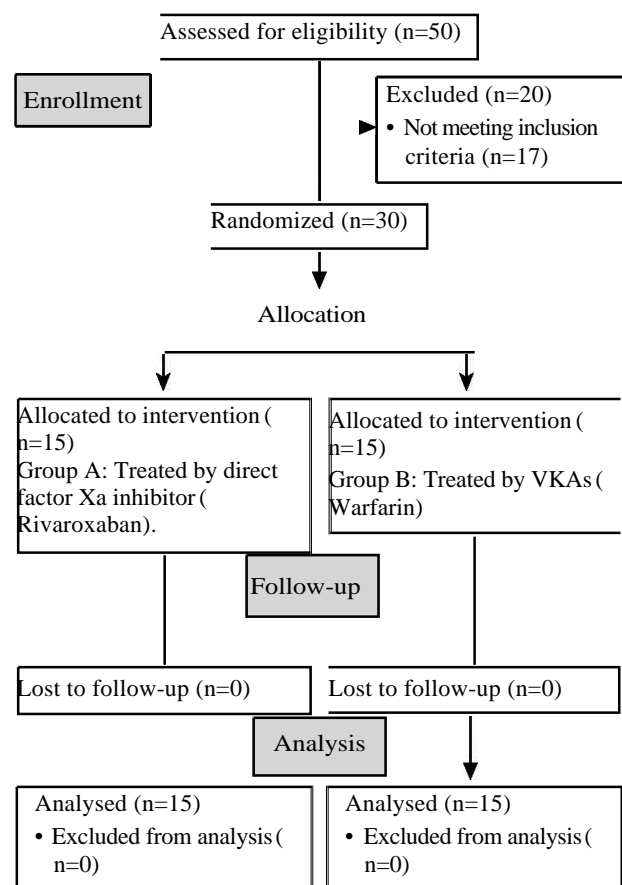 Assessed for eligibility (n=50)
Enrollment
Excluded (n=20)
• Not meeting inclusion
criteria (n=17)
Randomized (n=30)
Allocation
Allocated to intervention (
n=15)
Group A: Treated by direct
factor Xa inhibitor (
Rivaroxaban).
Allocated to intervention (
n=15)
Group B: Treated by VKAs (
Warfarin)
Follow-up
Lost to follow-up (n=0)
Lost to follow-up (n=0)
Analysis
Analysed (n=15)
• Excluded from analysis (
n=0)
Analysed (n=15)
• Excluded from analysis (
n=0)